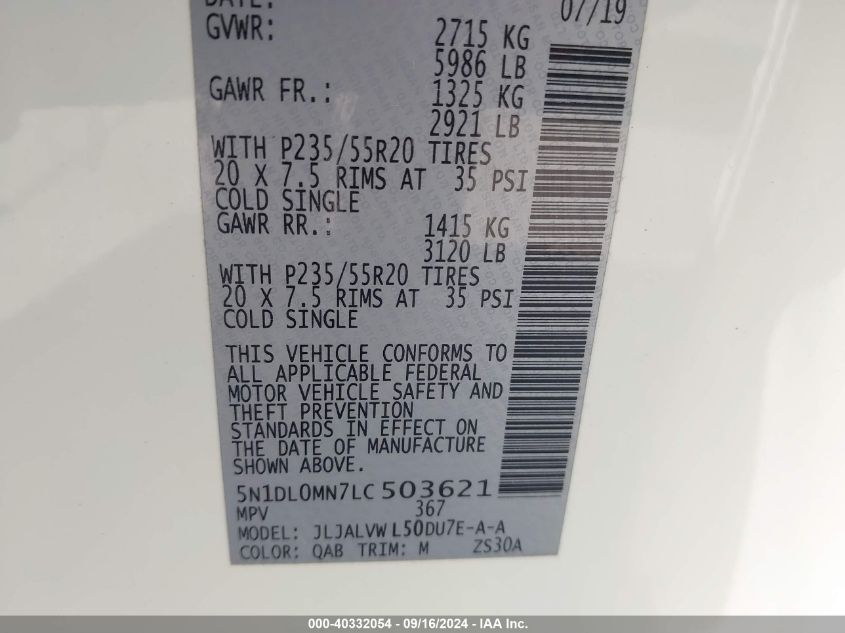 DATE: 07/19
GVWR: 2715 KG
5986 LB
GAWR FR.: 1325 KG
2921 LB
WITH P235/55R20 TIRES
20 X 7.5 RIMS AT 35 PSI
COLD SINGLE
GAWR RR.: 1415 KG
3120 LB
WITH P235/55R20 TIRES
20 X 7.5 RIMS AT 35 PSI
COLD SINGLE
THIS VEHICLE CONFORMS TO
ALL APPLICABLE FEDERAL
MOTOR VEHICLE SAFETY AND
THEFT PREVENTION
STANDARDS IN EFFECT ON
THE DATE OF MANUFACTURE
SHOWN ABOVE.
5N1DL0MN7LC 503621
MPV 367
MODEL: JLJALVW L50DU7E-A-A
COLOR: QAB TRIM: M ZS30A
000-40332054 - 09/16/2024 - IAA Inc.